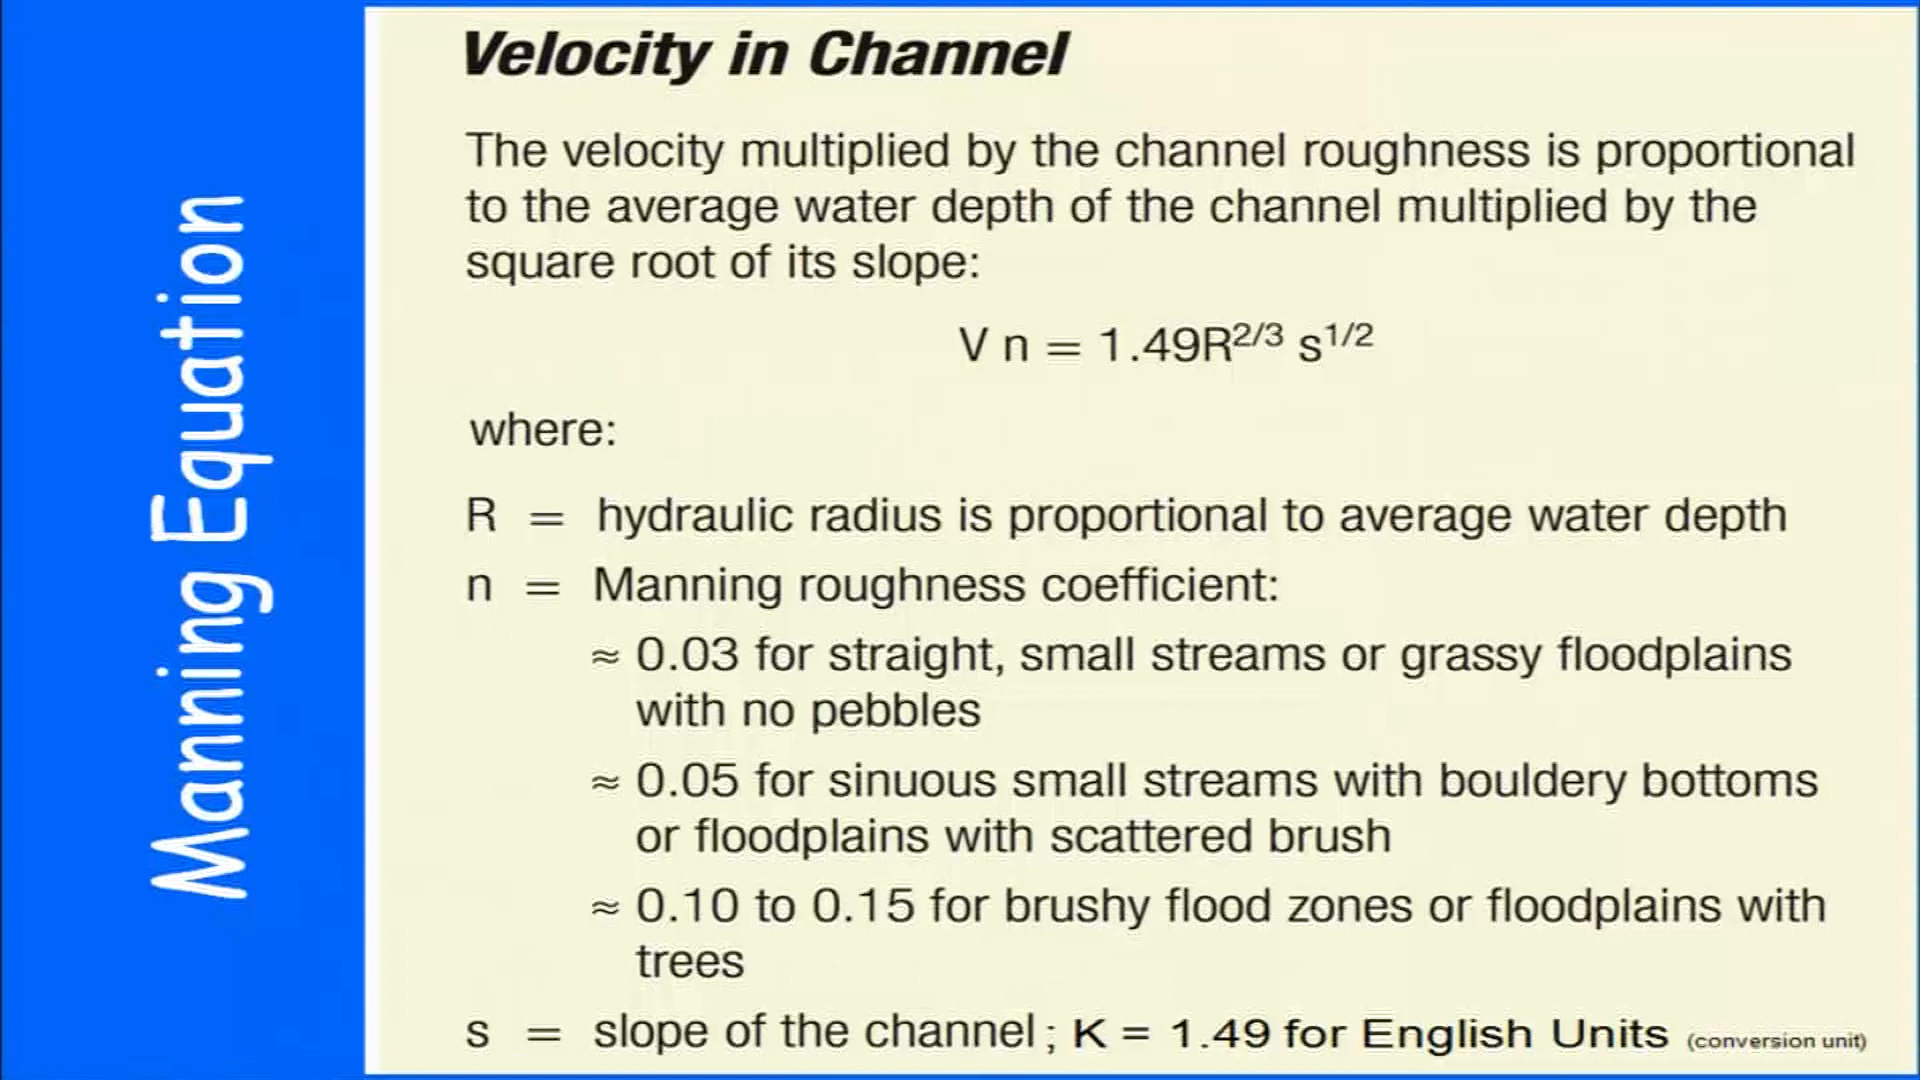 Manning Equation
Velocity in Channel
The velocity multiplied by the channel roughness is proportional
to the average water depth of the channel multiplied by the
square root of its slope:
V n = 1.49R^2/3 s^1/2
where:
R = hydraulic radius is proportional to average water depth
n = Manning roughness coefficient:
≈ 0.03 for straight, small streams or grassy floodplains
with no pebbles
≈ 0.05 for sinuous small streams with bouldery bottoms
or floodplains with scattered brush
≈ 0.10 to 0.15 for brushy flood zones or floodplains with
trees
s = slope of the channel ; K = 1.49 for English Units (conversion unit)